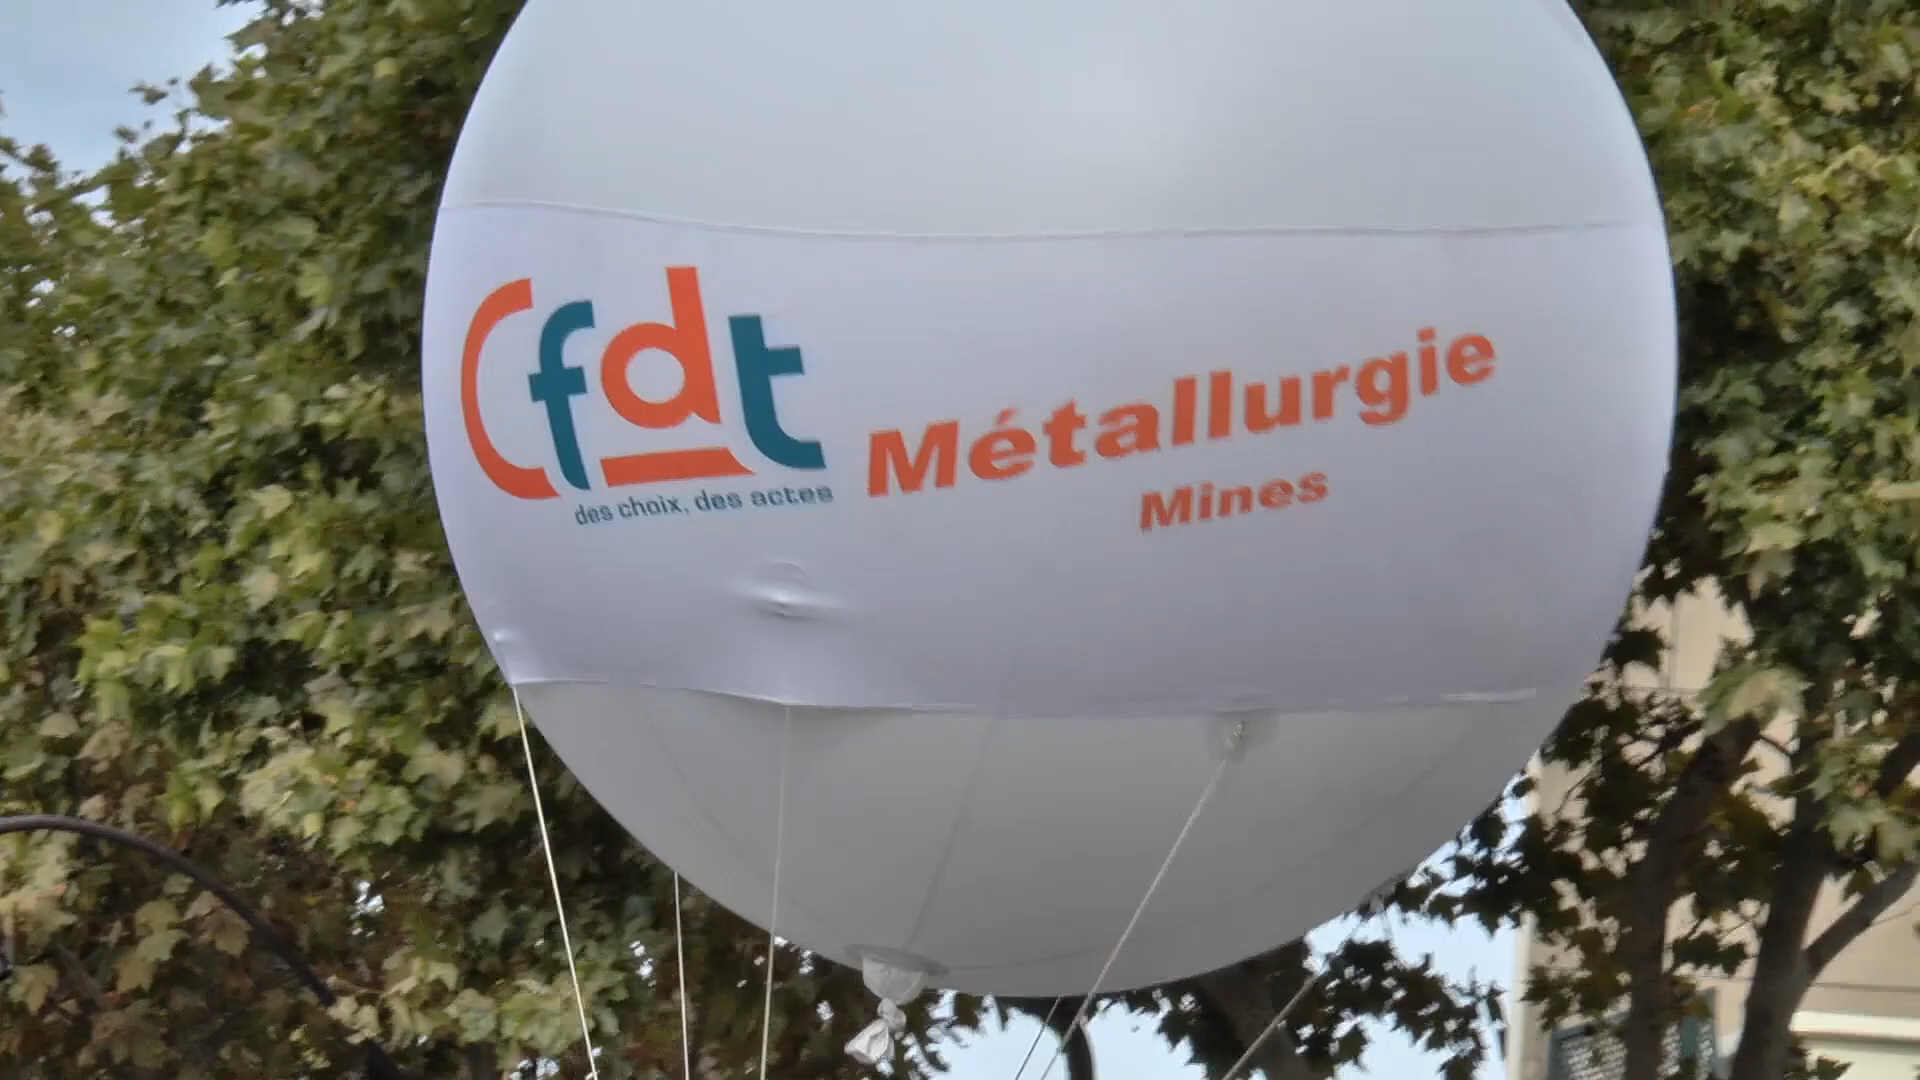 Cfdt
des choix, des actes
Métallurgie
Mines